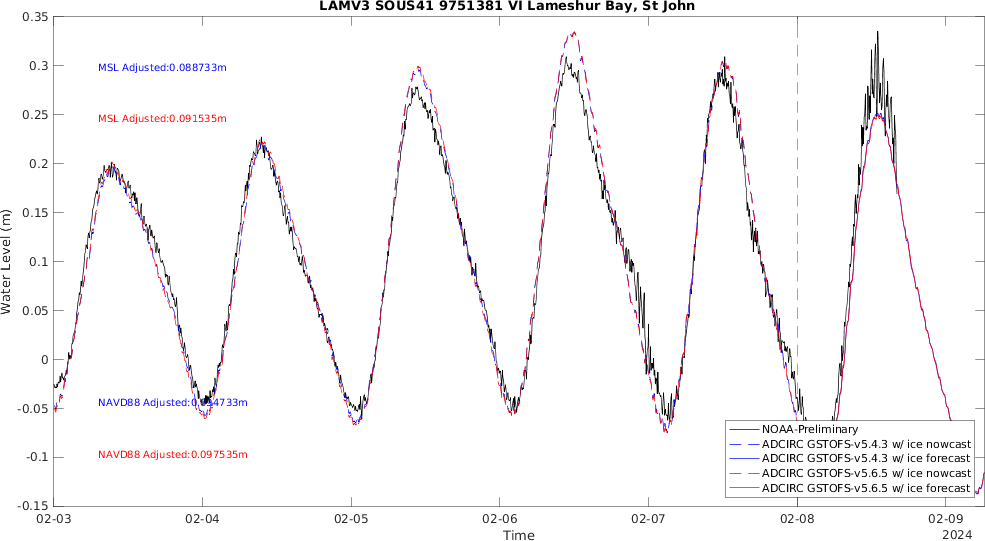 LAMV3 SOUS41 9751381 VI Lameshur Bay, St John
0.35
0.3
0.25
0.2
0.15
0.1
0.05
0
-0.05
-0.1
-0.15
Water Level (m)
MSL Adjusted:0.088733m
MSL Adjusted:0.091535m
NAVD88 Adjusted:0.094733m
NAVD88 Adjusted:0.097535m
NOAA-Preliminary
ADCIRC GSTOFS-v5.4.3 w/ ice nowcast
ADCIRC GSTOFS-v5.4.3 w/ ice forecast
ADCIRC GSTOFS-v5.6.5 w/ ice nowcast
ADCIRC GSTOFS-v5.6.5 w/ ice forecast
02-03
02-04
02-05
02-06
02-07
02-08
02-09
Time
2024